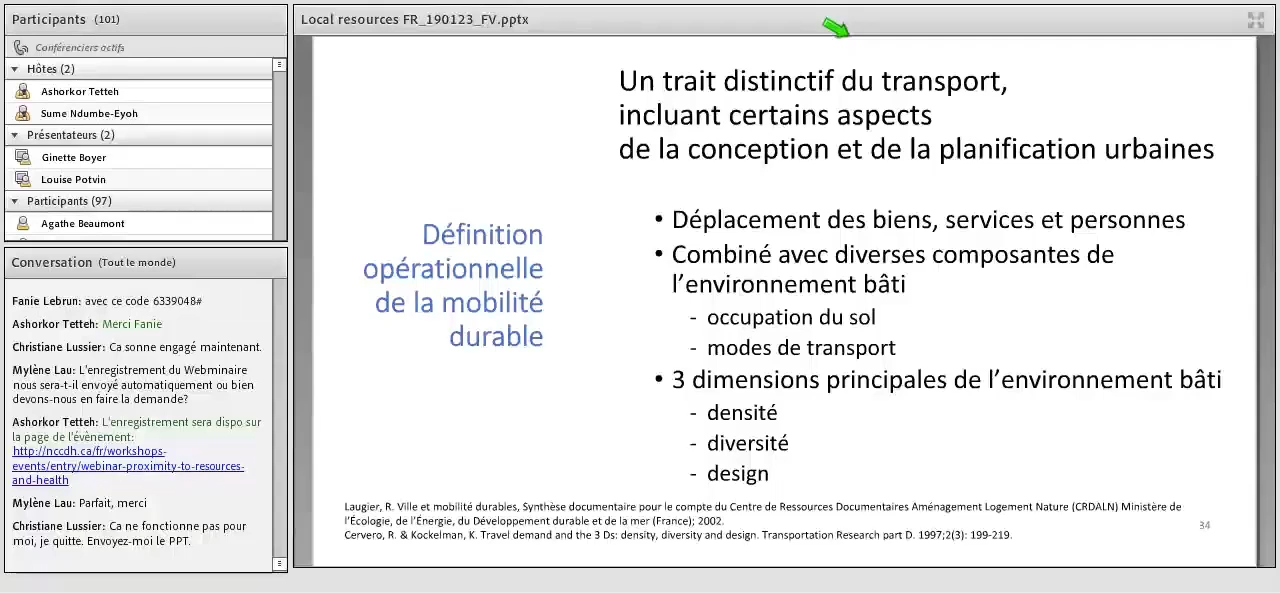 Participants (101)
Conférenciers actifs
Hôtes (2)
Ashorkor Tetteh
Sume Ndumbe-Eyoh
Présentateurs (2)
Ginette Boyer
Louise Potvin
Participants (97)
Agathe Beaumont
Conversation (Tout le monde)
Fanie Lebrun: avec ce code 6339048#
Ashorkor Tetteh: Merci Fanie
Christiane Lussier: Ca sonne engagé maintenant.
Mylène Lau: L'enregistrement du Webminaire
nous sera-t-il envoyé automatiquement ou bien
devons-nous en faire la demande?
Ashorkor Tetteh: L'enregistrement sera dispo sur
la page de l'évènement:
http://nccdh.ca/fr/workshops-
events/entry/webinar-proximity-to-resources-
and-health
Mylène Lau: Parfait, merci
Christiane Lussier: Ca ne fonctionne pas pour
moi, je quitte. Envoyez-moi le PPT.
Local resources FR_190123_FV.pptx
Un trait distinctif du transport,
incluant certains aspects
de la conception et de la planification urbaines
Définition
opérationnelle
de la mobilité
durable
• Déplacement des biens, services et personnes
• Combiné avec diverses composantes de
l’environnement bâti
- occupation du sol
- modes de transport
• 3 dimensions principales de l’environnement bâti
- densité
- diversité
- design
Laugier, R. Ville et mobilité durables, Synthèse documentaire pour le compte du Centre de Ressources Documentaires Aménagement Logement Nature (CRDALN) Ministère de
l’Écologie, de l’Énergie, du Développement durable et de la mer (France); 2002.
Cervero, R. & Kockelman, K. Travel demand and the 3 Ds: density, diversity and design. Transportation Research part D. 1997;2(3): 199-219.
34